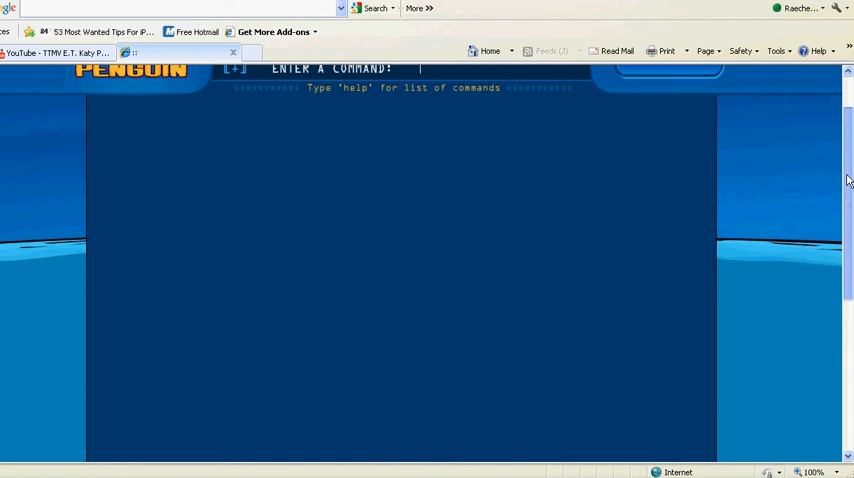 gle Search More »
Raeche...
tes 53 Most Wanted Tips For iP... Free Hotmail Get More Add-ons
YouTube - TTMV E.T. Katy P... :: Home Feeds (J) Read Mail Print Page Safety Tools Help »
PENGUIN [+] ENTER A COMMAND:
Type 'help' for list of commands
Internet 100%